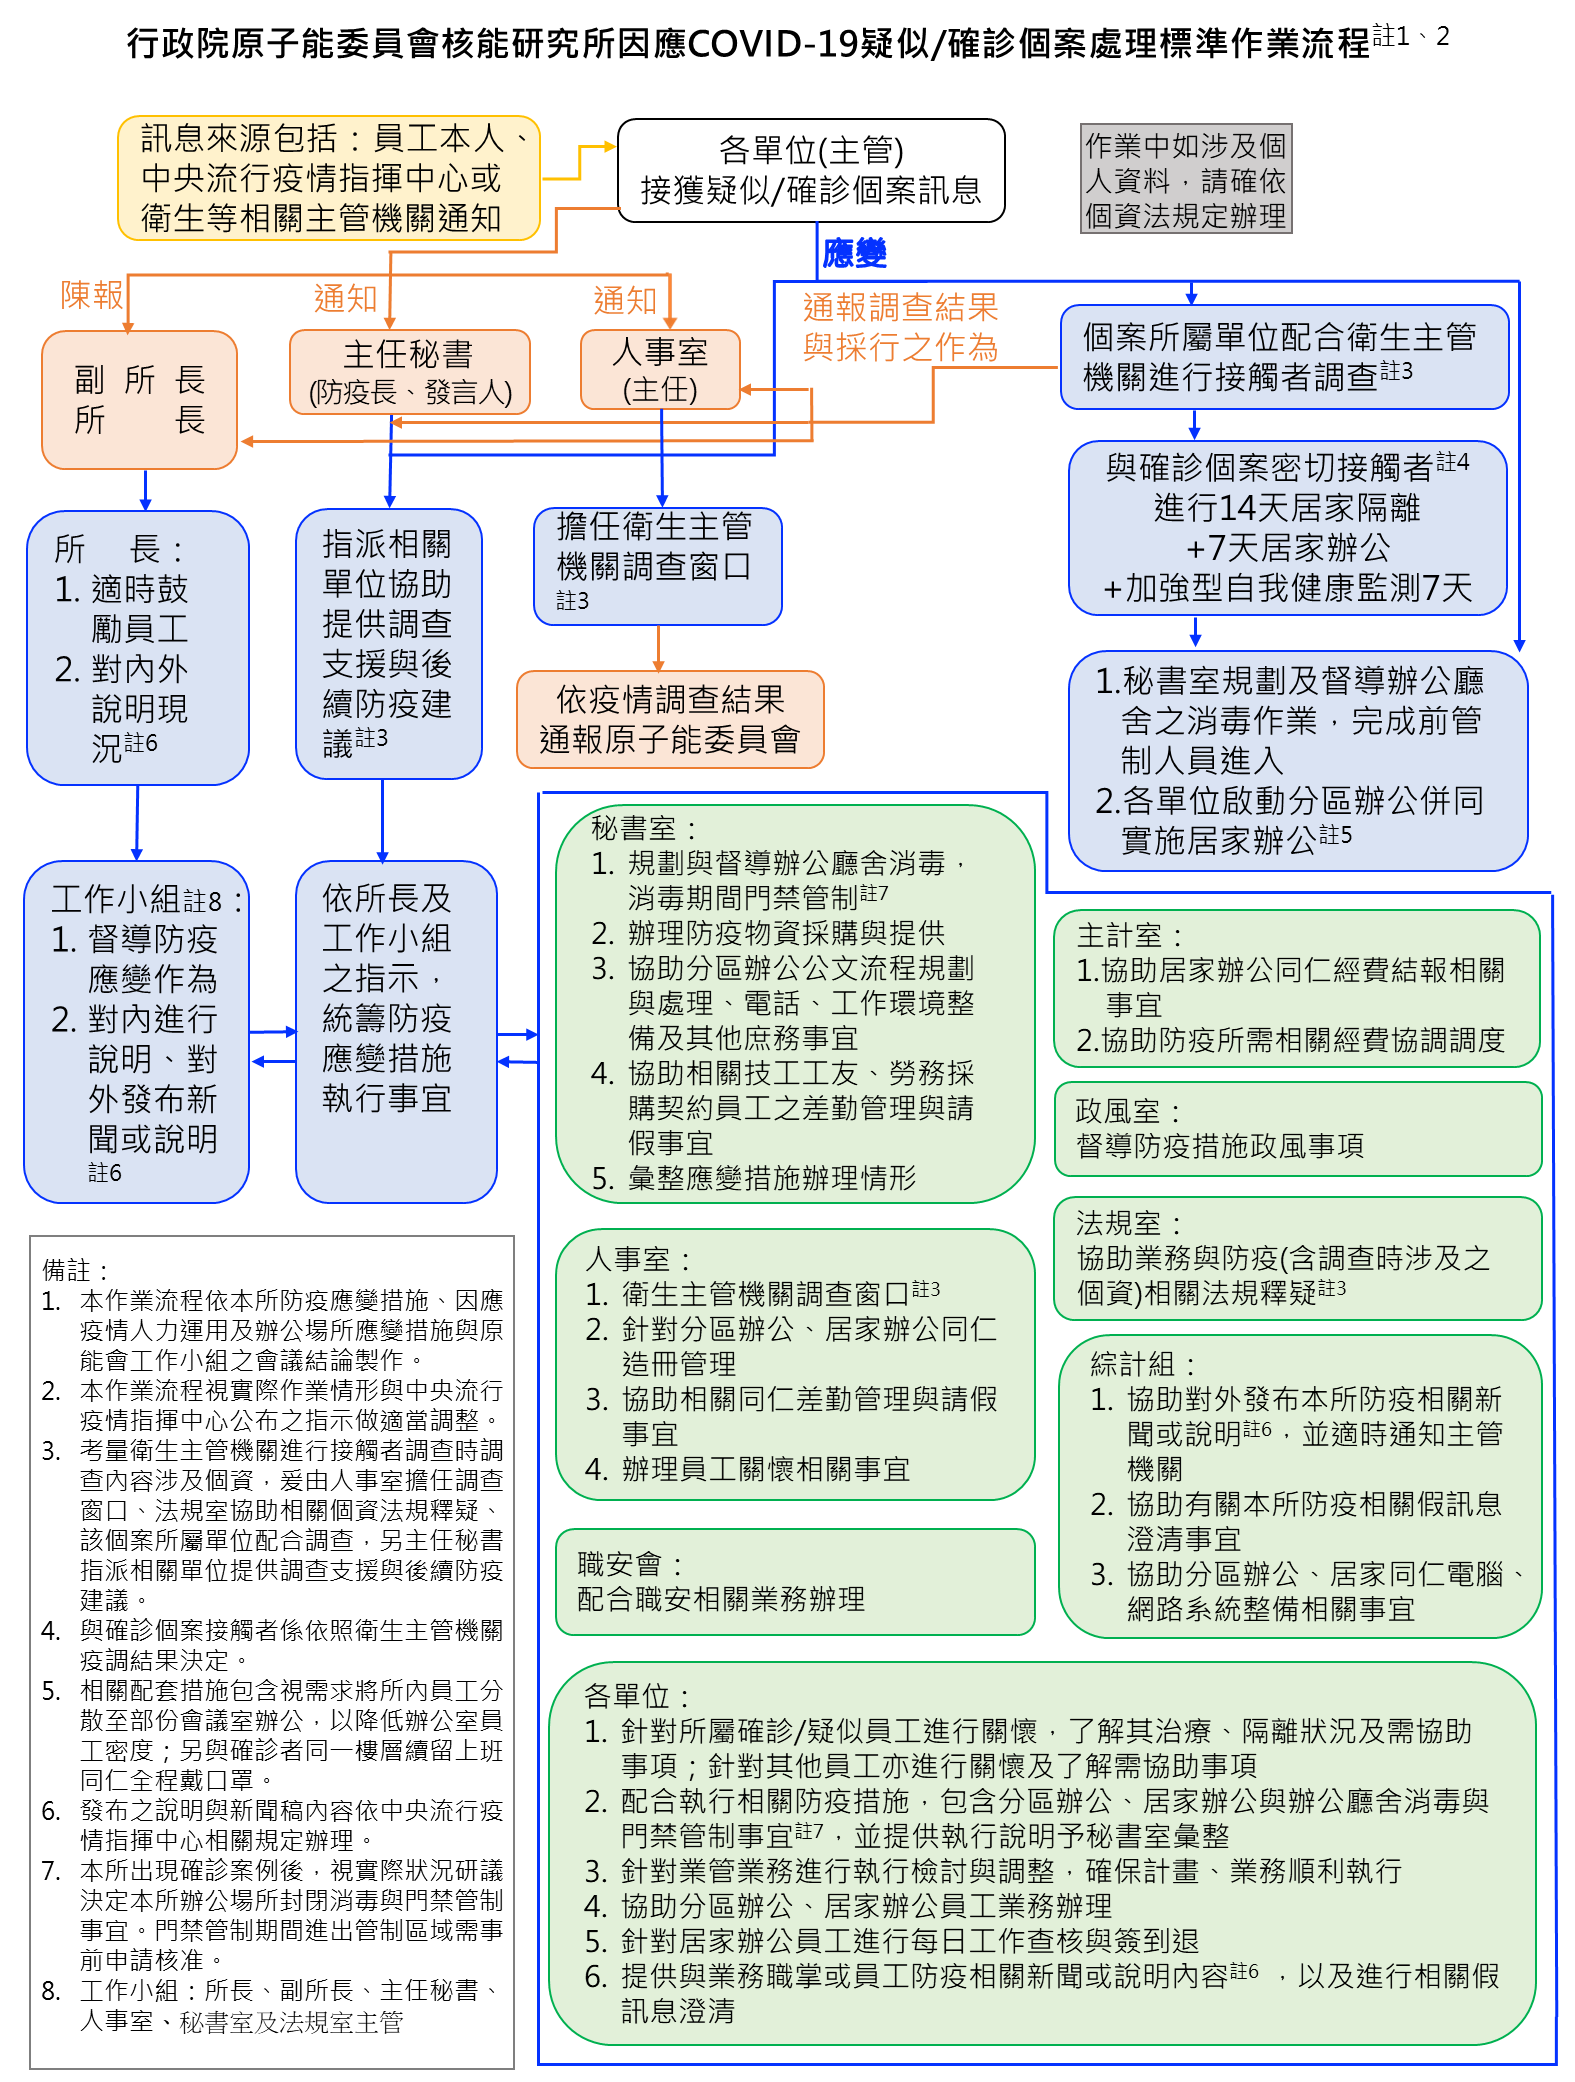 行政院原子能委員會核能研究所因應COVID-19疑似/確診個案處理標準作業流程註1、2
訊息來源包括：員工本人、
中央流行疫情指揮中心或
衛生等相關主管機關通知
各單位(主管)
接獲疑似/確診個案訊息
作業中如涉及個
人資料，請確依
個資法規定辦理
應變
陳報
通知
通知
通報調查結果
與採行之作為
副 所 長
所 長
主任秘書
(防疫長、發言人)
人事室
(主任)
個案所屬單位配合衛生主管
機關進行接觸者調查註3
與確診個案密切接觸者註4
進行14天居家隔離
+7天居家辦公
+加強型自我健康監測7天
所 長：
1. 適時鼓
勵員工
2. 對內外
說明現
況註6
指派相關
單位協助
提供調查
支援與後
續防疫建
議註3
擔任衛生主管
機關調查窗口
註3
依疫情調查結果
通報原子能委員會
1.秘書室規劃及督導辦公廳
舍之消毒作業，完成前管
制人員進入
2.各單位啟動分區辦公併同
實施居家辦公註5
工作小組註8：
1. 督導防疫
應變作為
2. 對內進行
說明、對
外發布新
聞或說明
註6
依所長及
工作小組
之指示，
統籌防疫
應變措施
執行事宜
秘書室：
1. 規劃與督導辦公廳舍消毒，
消毒期間門禁管制註7
2. 辦理防疫物資採購與提供
3. 協助分區辦公公文流程規劃
與處理、電話、工作環境整
備及其他庶務事宜
4. 協助相關技工工友、勞務採
購契約員工之差勤管理與請
假事宜
5. 彙整應變措施辦理情形
主計室：
1.協助居家辦公同仁經費結報相關
事宜
2.協助防疫所需相關經費協調調度
政風室：
督導防疫措施政風事項
法規室：
協助業務與防疫(含調查時涉及之
個資)相關法規釋疑註3
人事室：
1. 衛生主管機關調查窗口註3
2. 針對分區辦公、居家辦公同仁
造冊管理
3. 協助相關同仁差勤管理與請假
事宜
4. 辦理員工關懷相關事宜
綜計組：
1. 協助對外發布本所防疫相關新
聞或說明註6，並適時通知主管
機關
2. 協助有關本所防疫相關假訊息
澄清事宜
3. 協助分區辦公、居家同仁電腦、
網路系統整備相關事宜
職安會：
配合職安相關業務辦理
各單位：
1. 針對所屬確診/疑似員工進行關懷，了解其治療、隔離狀況及需協助
事項；針對其他員工亦進行關懷及了解需協助事項
2. 配合執行相關防疫措施，包含分區辦公、居家辦公與辦公廳舍消毒與
門禁管制事宜註7，並提供執行說明予秘書室彙整
3. 針對業管業務進行執行檢討與調整，確保計畫、業務順利執行
4. 協助分區辦公、居家辦公員工業務辦理
5. 針對居家辦公員工進行每日工作查核與簽到退
6. 提供與業務職掌或員工防疫相關新聞或說明內容註6 ，以及進行相關假
訊息澄清
備註：
1. 本作業流程依本所防疫應變措施、因應
疫情人力運用及辦公場所應變措施與原
能會工作小組之會議結論製作。
2. 本作業流程視實際作業情形與中央流行
疫情指揮中心公布之指示做適當調整。
3. 考量衛生主管機關進行接觸者調查時調
查內容涉及個資，爰由人事室擔任調查
窗口、法規室協助相關個資法規釋疑、
該個案所屬單位配合調查，另主任秘書
指派相關單位提供調查支援與後續防疫
建議。
4. 與確診個案接觸者係依照衛生主管機關
疫調結果決定。
5. 相關配套措施包含視需求將所內員工分
散至部份會議室辦公，以降低辦公室員
工密度；另與確診者同一樓層續留上班
同仁全程戴口罩。
6. 發布之說明與新聞稿內容依中央流行疫
情指揮中心相關規定辦理。
7. 本所出現確診案例後，視實際狀況研議
決定本所辦公場所封閉消毒與門禁管制
事宜。門禁管制期間進出管制區域需事
前申請核准。
8. 工作小組：所長、副所長、主任秘書、
人事室、秘書室及法規室主管